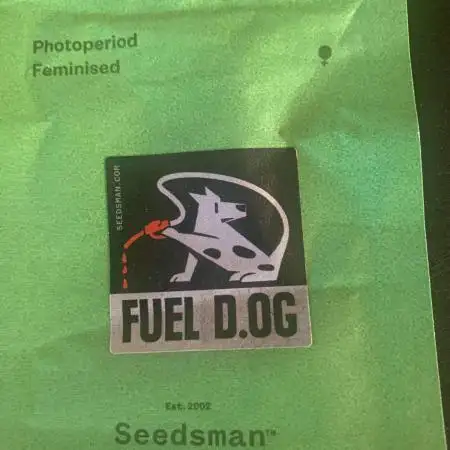 Photoperiod
Feminised
SEEDSMAN.COM
FUEL D.OG
Est. 2002
Seedsman™